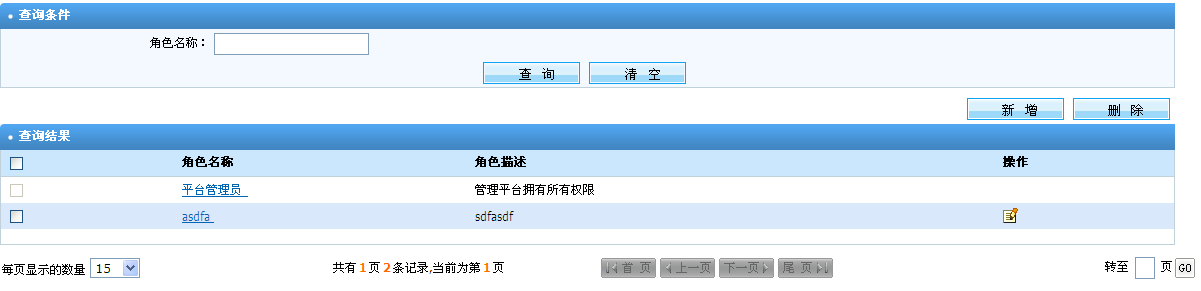 查询条件
角色名称：
查 询 清 空
新 增 删 除
查询结果
角色名称 角色描述 操作
平台管理员 管理平台拥有所有权限
asdfa sdfasdf
每页显示的数量 15 共有1页2条记录,当前为第1页 首 页 上一页 下一页 尾 页 转至 页 GO